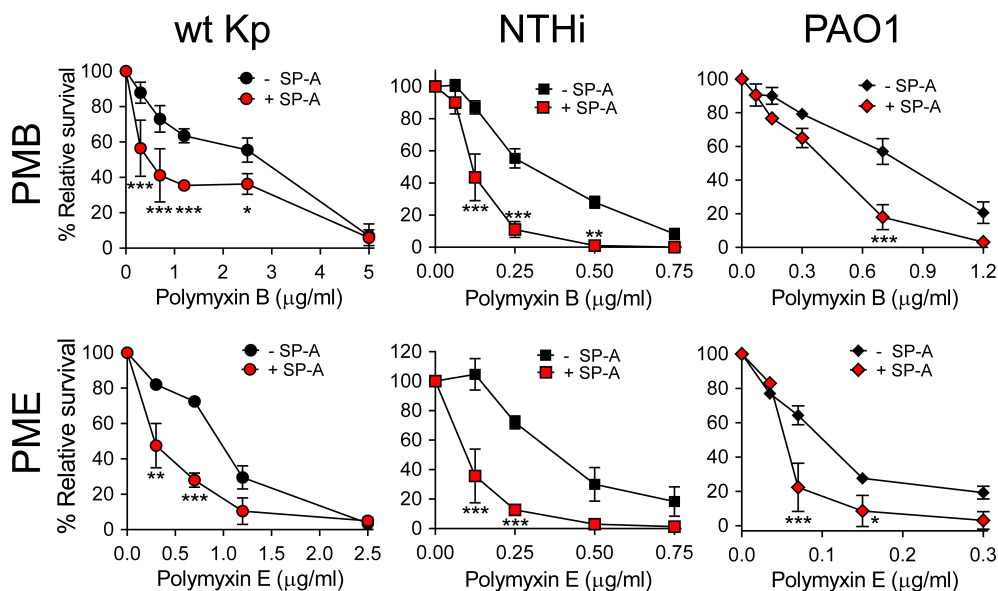 wt Kp NTHi PAO1
PMB
% Relative survival
100
80
60
40
20
0
- SP-A
+ SP-A
***
*** ***
*
0 1 2 3 4 5
Polymyxin B (μg/ml)
100
80
60
40
20
0
- SP-A
+ SP-A
***
***
**
0.00 0.25 0.50 0.75
Polymyxin B (μg/ml)
100
80
60
40
20
0
- SP-A
+ SP-A
***
0.0 0.3 0.6 0.9 1.2
Polymyxin B (μg/ml)
PME
% Relative survival
100
80
60
40
20
0
- SP-A
+ SP-A
**
***
0.0 0.5 1.0 1.5 2.0 2.5
Polymyxin E (μg/ml)
120
100
80
60
40
20
0
- SP-A
+ SP-A
***
***
0.00 0.25 0.50 0.75
Polymyxin E (μg/ml)
100
80
60
40
20
0
- SP-A
+ SP-A
***
*
0.0 0.1 0.2 0.3
Polymyxin E (μg/ml)